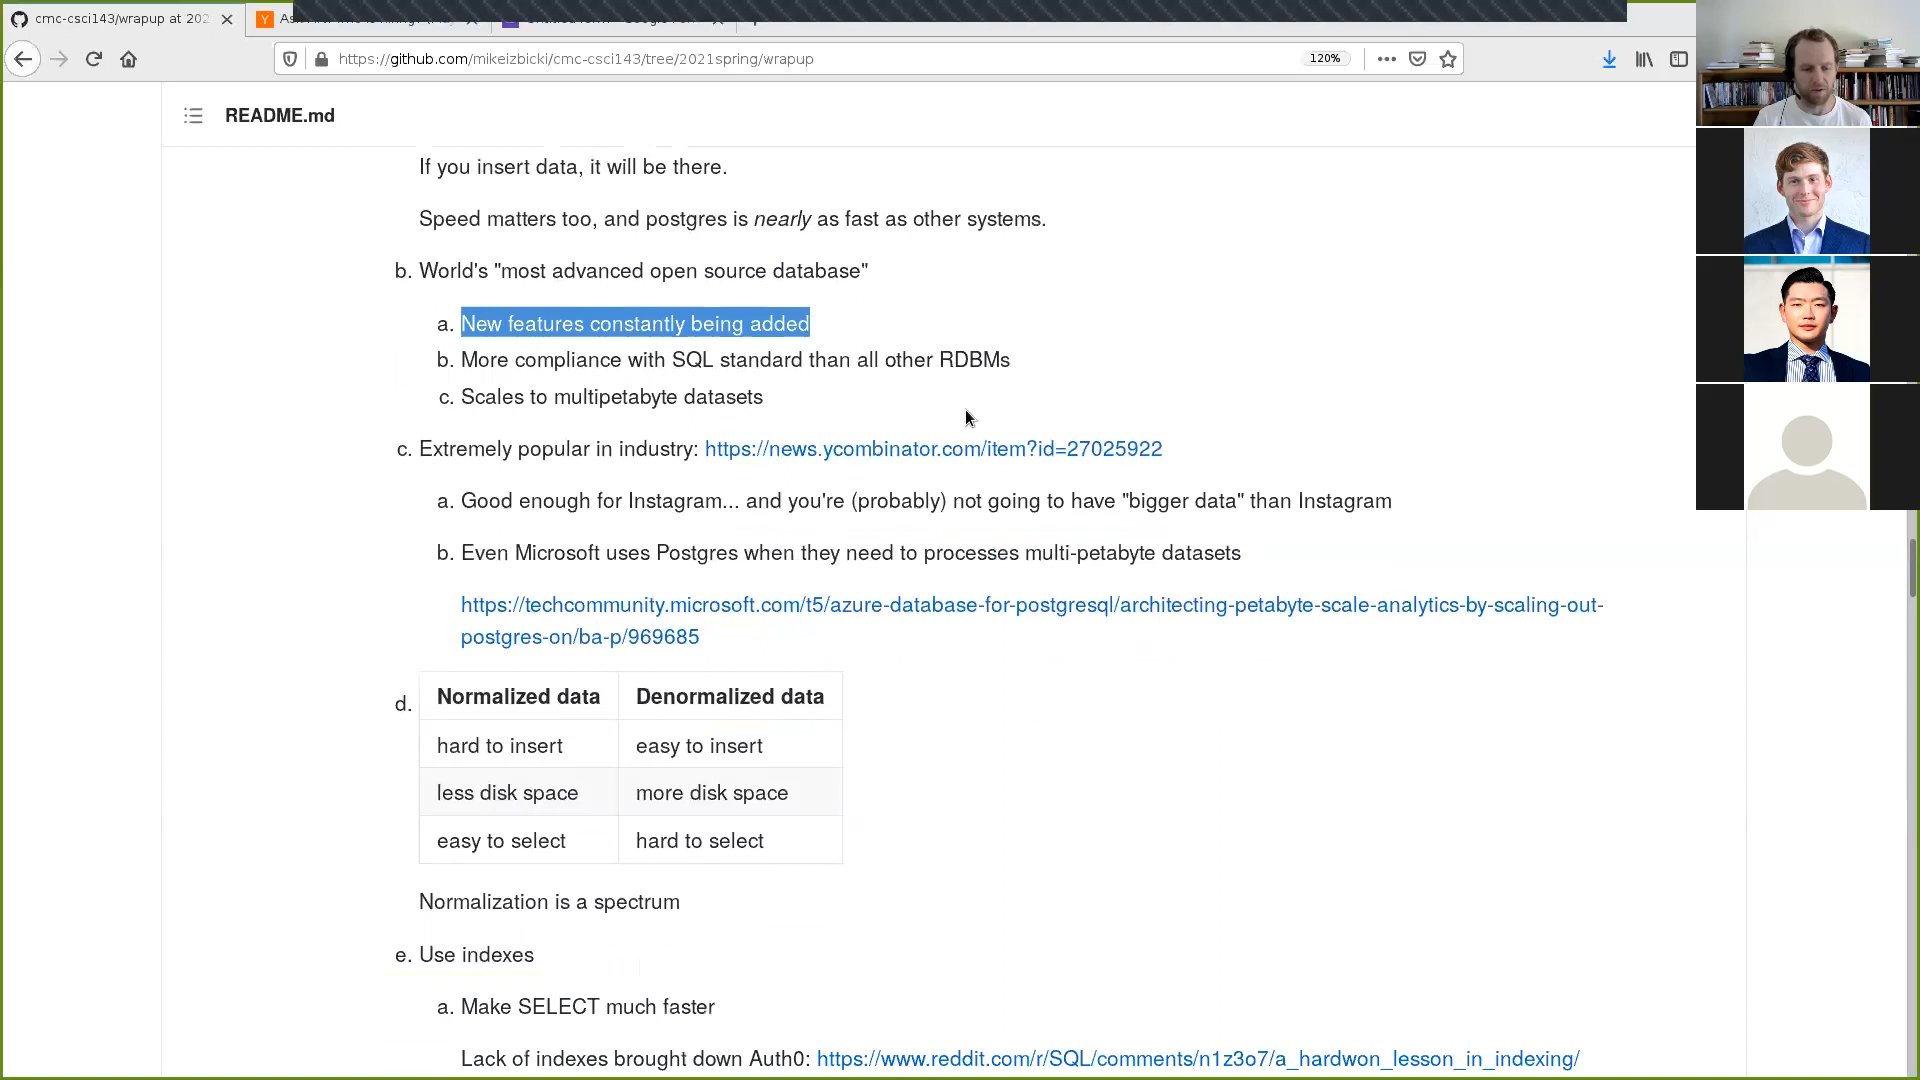 cmc-csci143/wrapup at 202
https://github.com/mikeizbicki/cmc-csci143/tree/2021spring/wrapup
120%
README.md
If you insert data, it will be there.
Speed matters too, and postgres is nearly as fast as other systems.
b. World's "most advanced open source database"
a. New features constantly being added
b. More compliance with SQL standard than all other RDBMs
c. Scales to multipetabyte datasets
c. Extremely popular in industry: https://news.ycombinator.com/item?id=27025922
a. Good enough for Instagram... and you're (probably) not going to have "bigger data" than Instagram
b. Even Microsoft uses Postgres when they need to processes multi-petabyte datasets
https://techcommunity.microsoft.com/t5/azure-database-for-postgresql/architecting-petabyte-scale-analytics-by-scaling-out-
postgres-on/ba-p/969685
d.
Normalized data Denormalized data
hard to insert easy to insert
less disk space more disk space
easy to select hard to select
Normalization is a spectrum
e. Use indexes
a. Make SELECT much faster
Lack of indexes brought down Auth0: https://www.reddit.com/r/SQL/comments/n1z3o7/a_hardwon_lesson_in_indexing/